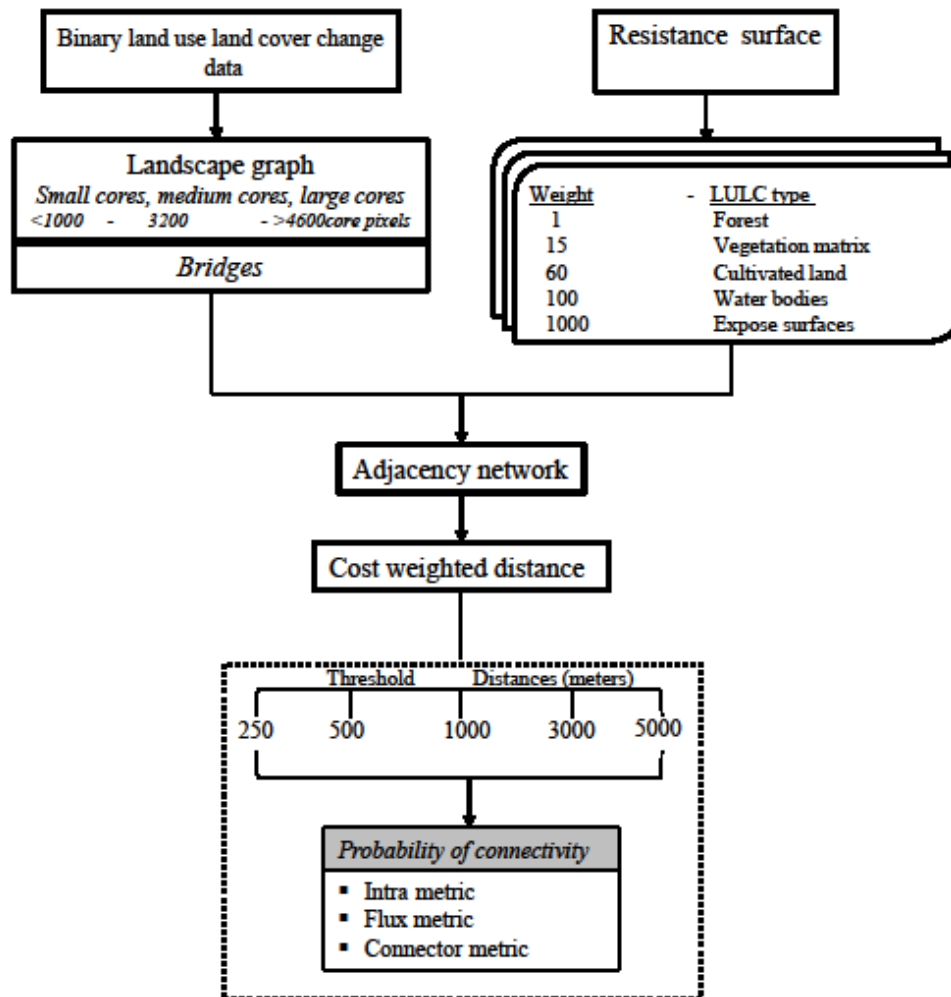 Binary land use land cover change
data
Resistance surface
Landscape graph
Small cores, medium cores, large cores
<1000 - 3200 - >4600core pixels
Bridges
Weight - LULC type
1 Forest
15 Vegetation matrix
60 Cultivated land
100 Water bodies
1000 Expose surfaces
Adjacency network
Cost weighted distance
Threshold Distances (meters)
250 500 1000 3000 5000
Probability of connectivity
▪ Intra metric
▪ Flux metric
▪ Connector metric